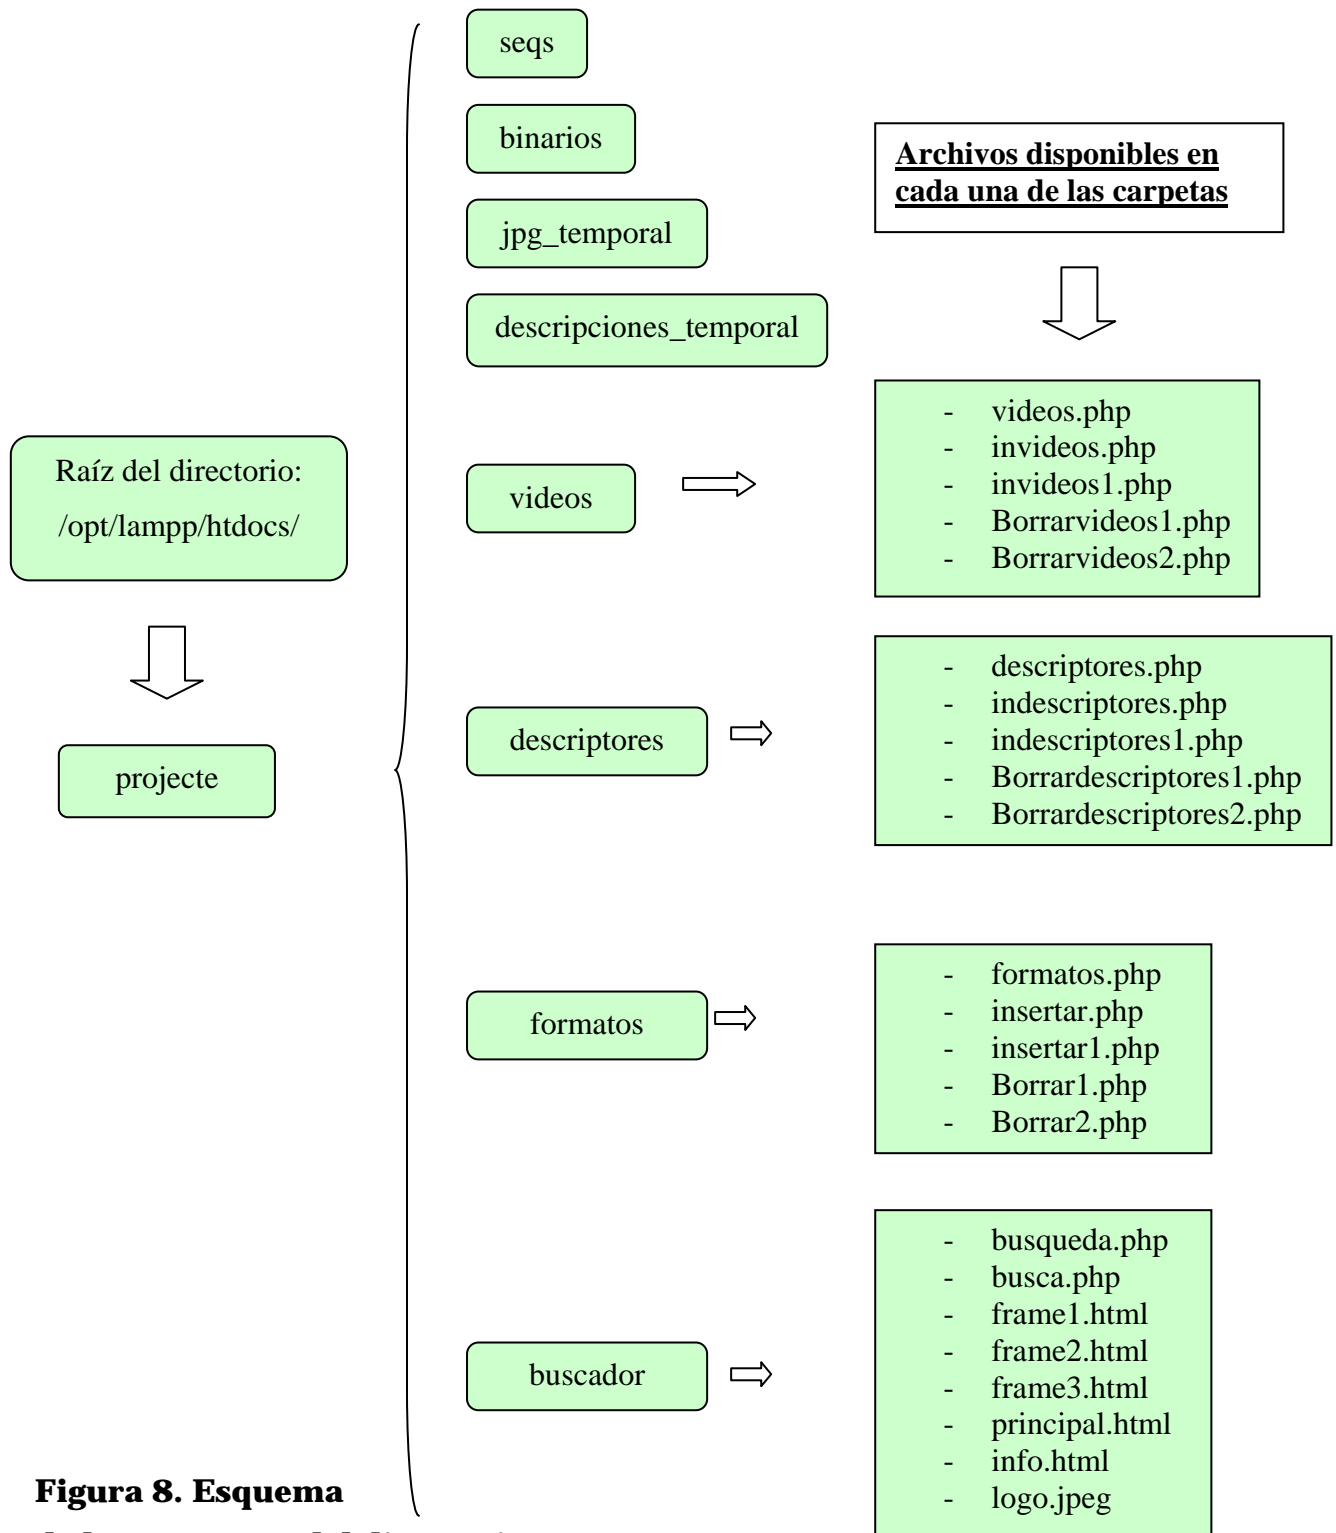 seqs
binarios
jpg_temporal
descripciones_temporal
Archivos disponibles en
cada una de las carpetas
Raíz del directorio:
/opt/lampp/htdocs/
projecte
videos
- videos.php
- invideos.php
- invideos1.php
- Borrarvideos1.php
- Borrarvideos2.php
descriptores
- descriptores.php
- indescriptores.php
- indescriptores1.php
- Borrardescriptores1.php
- Borrardescriptores2.php
formatos
- formatos.php
- insertar.php
- insertar1.php
- Borrar1.php
- Borrar2.php
buscador
- busqueda.php
- busca.php
- frame1.html
- frame2.html
- frame3.html
- principal.html
- info.html
- logo.jpeg
Figura 8. Esquema